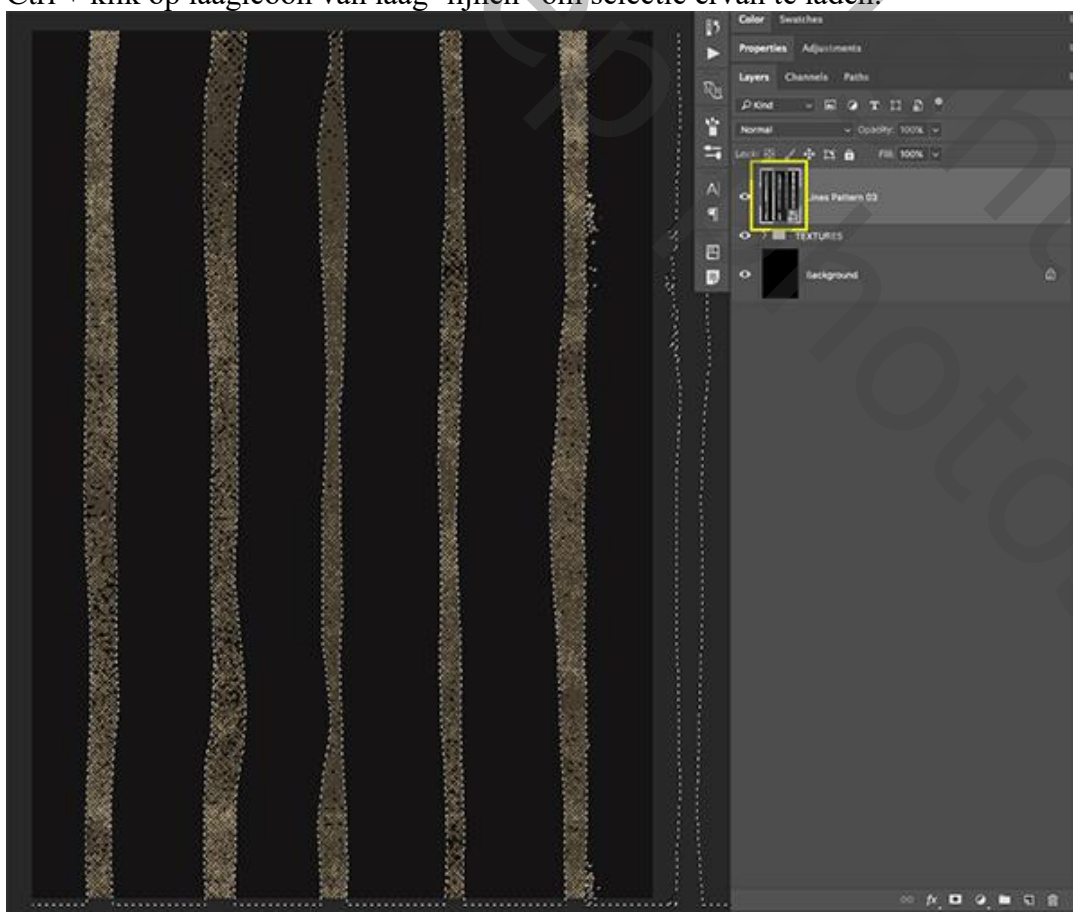 Ctrl + klik op laagicoon van laag "lijnen" om selectie ervan te laden.
Color Swatches
Properties Adjustments
Layers Channels Paths
Kind
Normal Opacity: 100%
Lock: Fill: 100%
Lines Pattern 03
TEXTURES
Background
fx